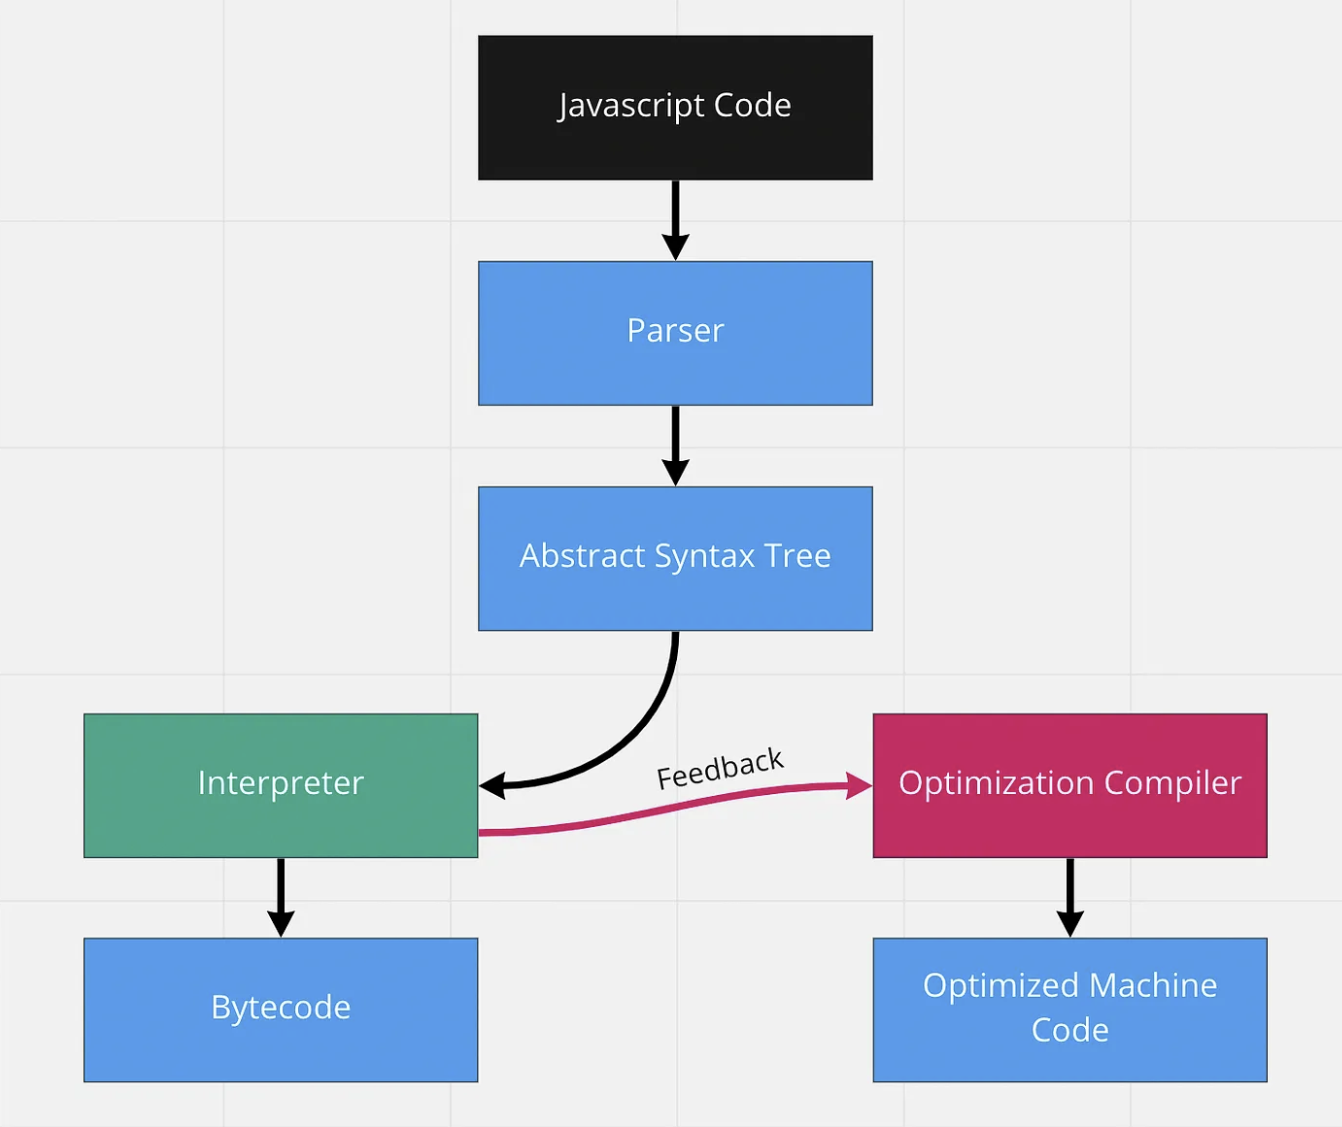 Javascript Code
Parser
Abstract Syntax Tree
Feedback
Interpreter
Optimization Compiler
Bytecode
Optimized Machine
Code